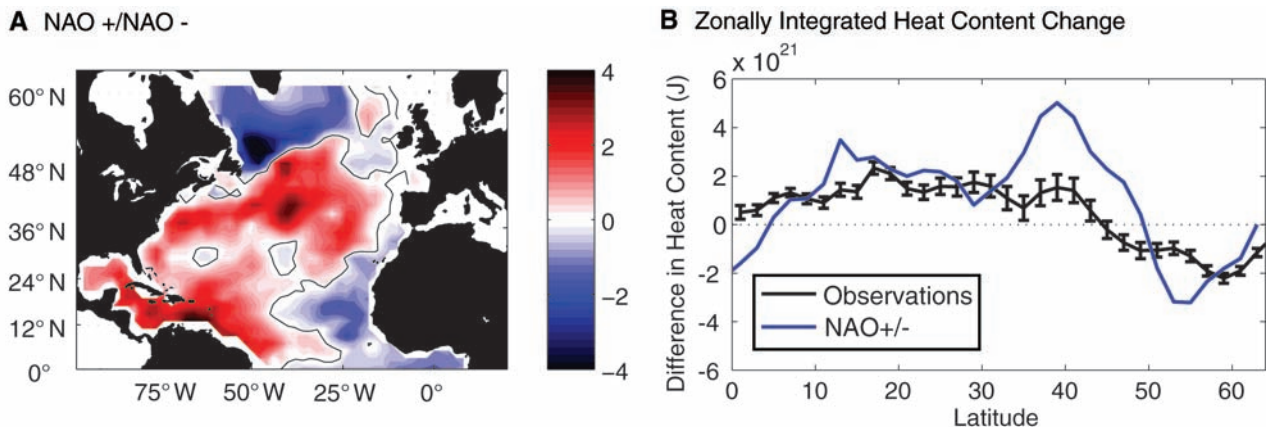 A NAO +/NAO -
60° N
48° N
36° N
24° N
12° N
0°
75°W 50°W 25°W 0°
4
2
0
−2
−4
B Zonally Integrated Heat Content Change
x 10^21
Difference in Heat Content (J)
6
4
2
0
-2
-4
-6
Observations
NAO+/-
0 10 20 30 40 50 60
Latitude